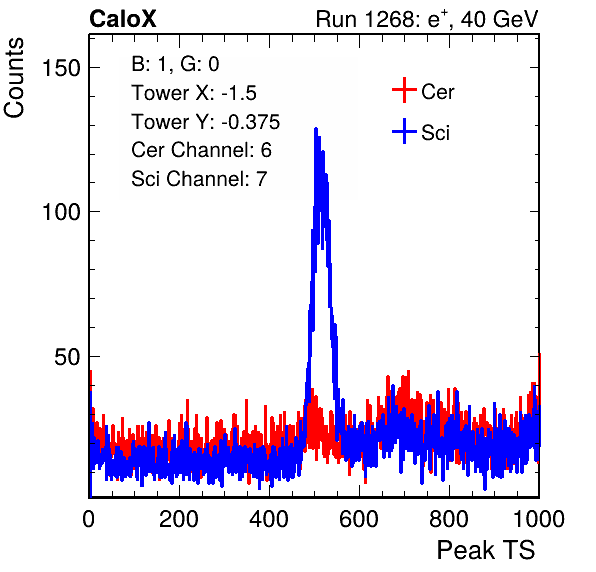 CaloX Run 1268: e⁺, 40 GeV
Counts
B: 1, G: 0
Tower X: -1.5
Tower Y: -0.375
Cer Channel: 6
Sci Channel: 7
Cer
Sci
150
100
50
0 200 400 600 800 1000
Peak TS